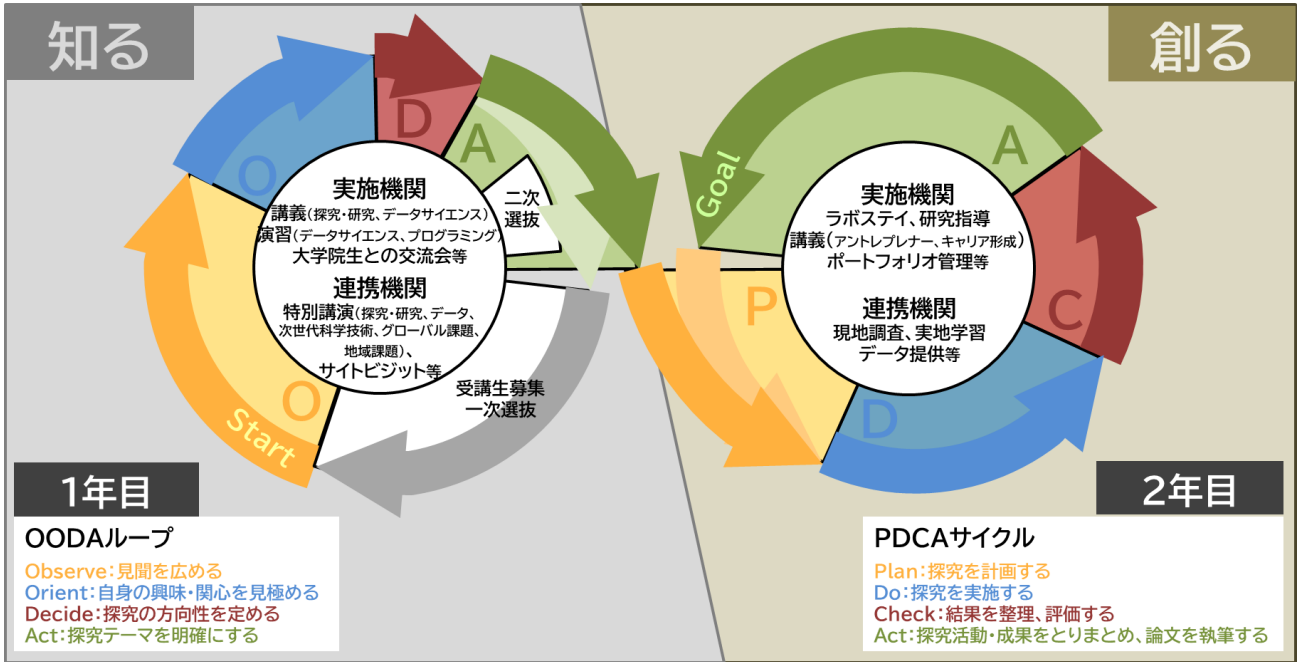 知る
創る
O
O
D
A
Start
実施機関
講義(探究・研究、データサイエンス)
演習(データサイエンス、プログラミング)
大学院生との交流会等
連携機関
特別講演(探究・研究、データ、
次世代科学技術、グローバル課題、
地域課題)、
サイトビジット等
二次
選抜
受講生募集
一次選抜
Goal
P
D
C
A
実施機関
ラボステイ、研究指導
講義(アントレプレナー、キャリア形成)
ポートフォリオ管理等
連携機関
現地調査、実地学習
データ提供等
1年目
OODAループ
Observe:見聞を広める
Orient:自身の興味・関心を見極める
Decide:探究の方向性を定める
Act:探究テーマを明確にする
2年目
PDCAサイクル
Plan:探究を計画する
Do:探究を実施する
Check:結果を整理、評価する
Act:探究活動・成果をとりまとめ、論文を執筆する